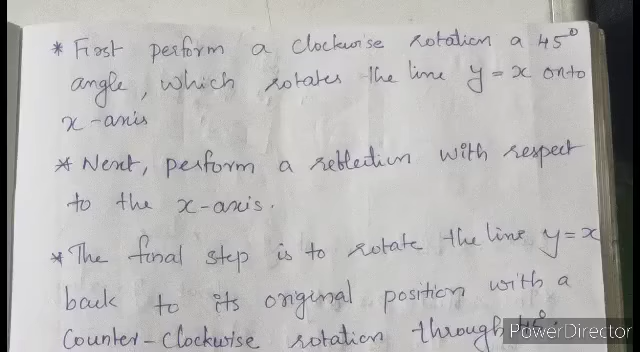 * First perform a clockwise rotation a 45°
angle, which rotates the line y = x onto
x-axis
* Next, perform a reflection with respect
to the x-axis.
* The final step is to rotate the line y = x
back to its original position with a
Counter-clockwise rotation through 45°.
PowerDirector